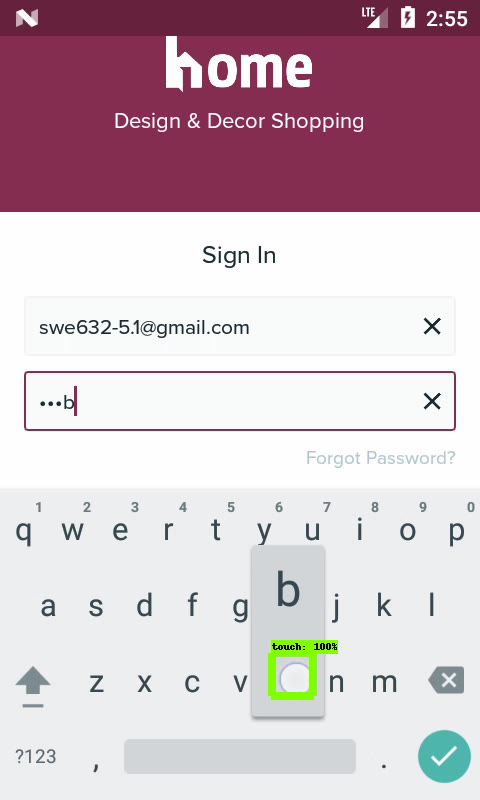 LTE 2:55
home
Design & Decor Shopping
Sign In
swe632-5.1@gmail.com
•••b
Forgot Password?
1 2 3 4 5 6 7 8 9 0
q w e r t y u i o p
b
a s d f g j k l
touch: 100%
z x c v n m
?123 , .